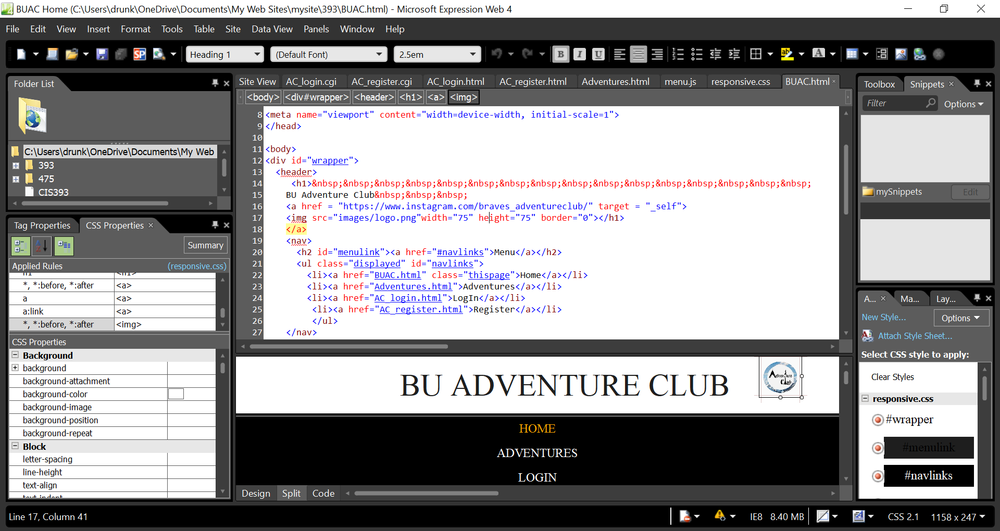 BUAC Home (C:\Users\drunk\OneDrive\Documents\My Web Sites\mysite\393\BUAC.html) - Microsoft Expression Web 4
File Edit View Insert Format Tools Table Site Data View Panels Window Help
SP Heading 1 (Default Font) 2.5em B I U ab A
Folder List
C:\Users\drunk\OneDrive\Documents\My Web
393
475
CIS393
Tag Properties CSS Properties
Summary
Applied Rules (responsive.css)
h1 <h1>
*, *:before, *:after <a>
a <a>
a:link <a>
*, *:before, *:after <img>
CSS Properties
Background
background
background-attachment
background-color
background-image
background-position
background-repeat
Block
letter-spacing
line-height
text-align
text-indent
Site View AC_login.cgi AC_register.cgi AC_login.html AC_register.html Adventures.html menu.js responsive.css BUAC.html
<body> <div#wrapper> <header> <h1> <a> <img>
8 <meta name="viewport" content="width=device-width, initial-scale=1">
9 </head>
10
11 <body>
12 <div id="wrapper">
13 <header>
14 <h1>&nbsp;&nbsp;&nbsp;&nbsp;&nbsp;&nbsp;&nbsp;&nbsp;&nbsp;&nbsp;&nbsp;&nbsp;&nbsp;&nbsp;&nbsp;&nbsp;
15 BU Adventure Club&nbsp;&nbsp;&nbsp;
16 <a href = "https://www.instagram.com/braves_adventureclub/" target = "_self">
17 <img src="images/logo.png"width="75" height="75" border="0"></h1>
18 </a>
19 <nav>
20 <h2 id="menulink"><a href="#navlinks">Menu</a></h2>
21 <ul class="displayed" id="navlinks">
22 <li><a href="BUAC.html" class="thispage">Home</a></li>
23 <li><a href="Adventures.html">Adventures</a></li>
24 <li><a href="AC_login.html">LogIn</a></li>
25 <li><a href="AC_register.html">Register</a></li>
26 </ul>
27 </nav>
BU ADVENTURE CLUB
Adventure
Club
HOME
ADVENTURES
LOGIN
Design Split Code
Toolbox Snippets
Filter Options
mySnippets Edit
A... Ma... Lay...
New Style... Options
Attach Style Sheet...
Select CSS style to apply:
Clear Styles
responsive.css
#wrapper
#menulink
#navlinks
Line 17, Column 41 IE8 8.40 MB CSS 2.1 1158 x 247